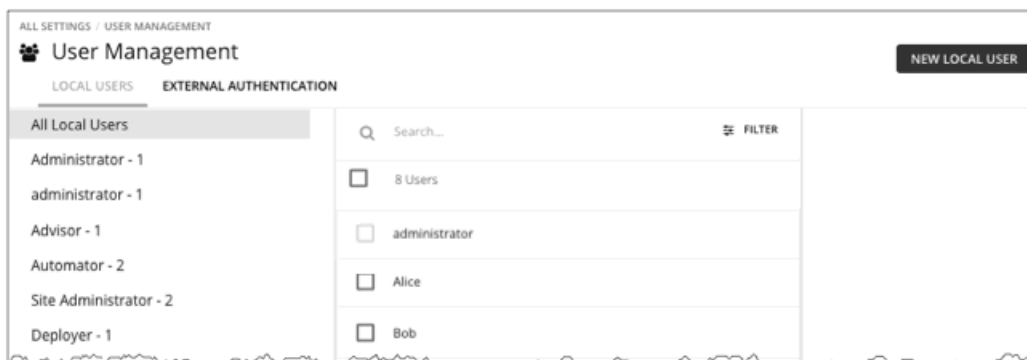 ALL SETTINGS / USER MANAGEMENT
User Management
NEW LOCAL USER
LOCAL USERS EXTERNAL AUTHENTICATION
All Local Users
Administrator - 1
administrator - 1
Advisor - 1
Automator - 2
Site Administrator - 2
Deployer - 1
Search...
FILTER
8 Users
administrator
Alice
Bob